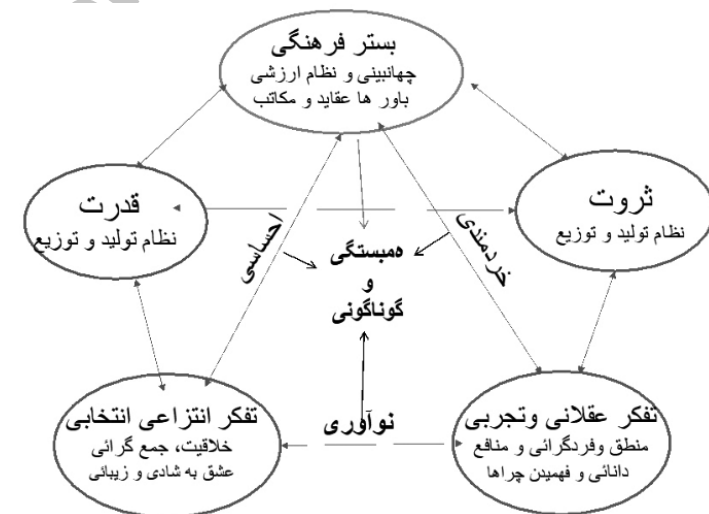 بستر فرهنگی
جهانبینی و نظام ارزشی
باور ها عقاید و مکاتب
ثروت
نظام تولید و توزیع
قدرت
نظام تولید و توزیع
خردمندی
احساسی
همبستگی
و
گوناگونی
نوآوری
تفکر عقلانی وتجربی
منطق وفردگرائی و منافع
دانائی و فهمیدن چراها
تفکر انتزاعی انتخابی
خلاقیت، جمع گرائی
عشق به شادی و زیبائی